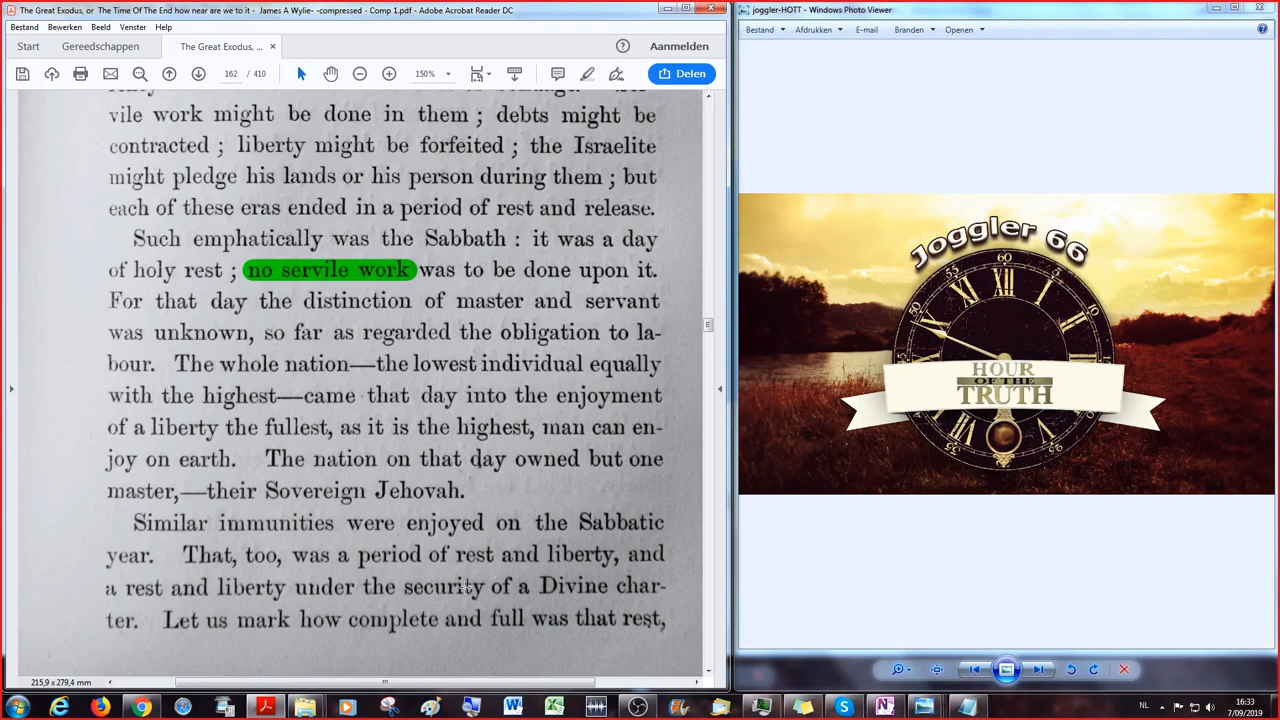 The Great Exodus, or The Time Of The End how near are we to it - James A Wylie- -compressed - Comp 1.pdf - Adobe Acrobat Reader DC
Bestand Bewerken Beeld Venster Help
Start Gereedschappen The Great Exodus, ... × Aanmelden
162 / 410 150% Delen
vile work might be done in them ; debts might be
contracted ; liberty might be forfeited ; the Israelite
might pledge his lands or his person during them ; but
each of these eras ended in a period of rest and release.
Such emphatically was the Sabbath : it was a day
of holy rest ; no servile work was to be done upon it.
For that day the distinction of master and servant
was unknown, so far as regarded the obligation to la-
bour. The whole nation—the lowest individual equally
with the highest—came that day into the enjoyment
of a liberty the fullest, as it is the highest, man can en-
joy on earth. The nation on that day owned but one
master,—their Sovereign Jehovah.
Similar immunities were enjoyed on the Sabbatic
year. That, too, was a period of rest and liberty, and
a rest and liberty under the security of a Divine char-
ter. Let us mark how complete and full was that rest,
215,9 x 279,4 mm
joggler-HOTT - Windows Photo Viewer
Bestand Afdrukken E-mail Branden Openen
Joggler 66
60
XI XII I
10
15
45
50
HOUR
OF THE
TRUTH
NL 16:33
7/09/2019